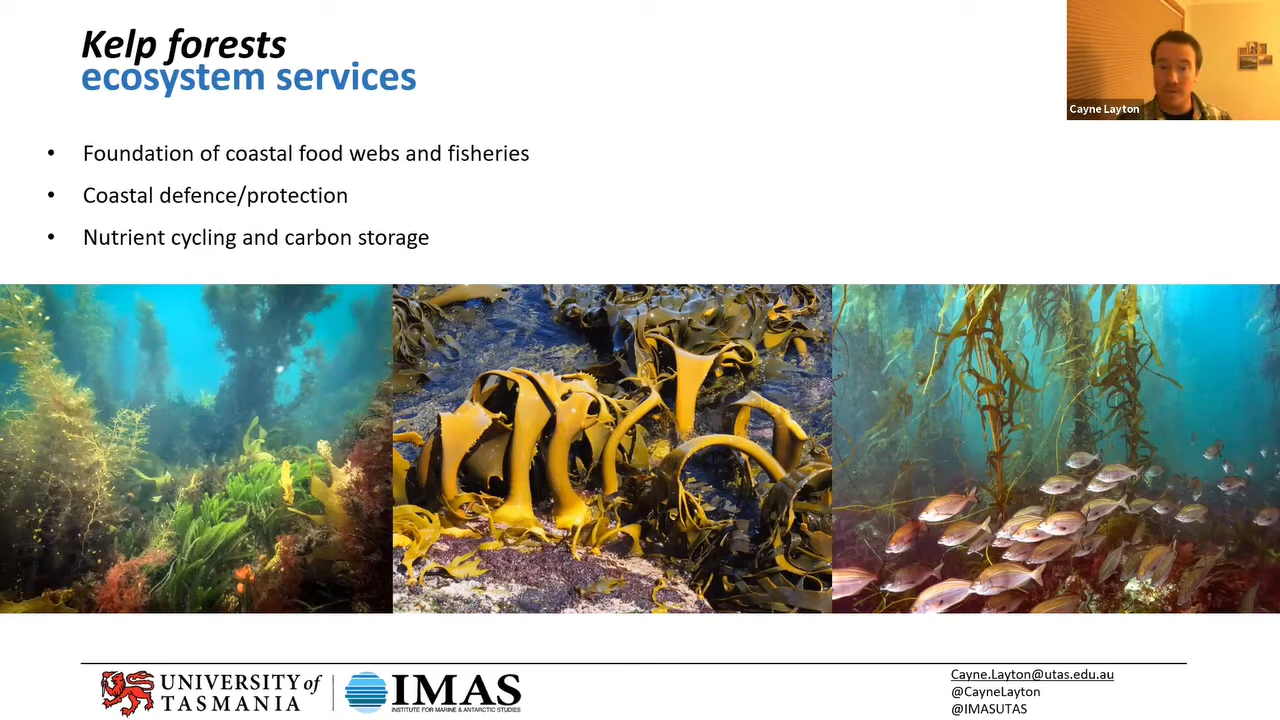 Kelp forests
ecosystem services
Cayne Layton
• Foundation of coastal food webs and fisheries
• Coastal defence/protection
• Nutrient cycling and carbon storage
UNIVERSITY of
TASMANIA
IMAS
INSTITUTE FOR MARINE & ANTARCTIC STUDIES
Cayne.Layton@utas.edu.au
@CayneLayton
@IMASUTAS